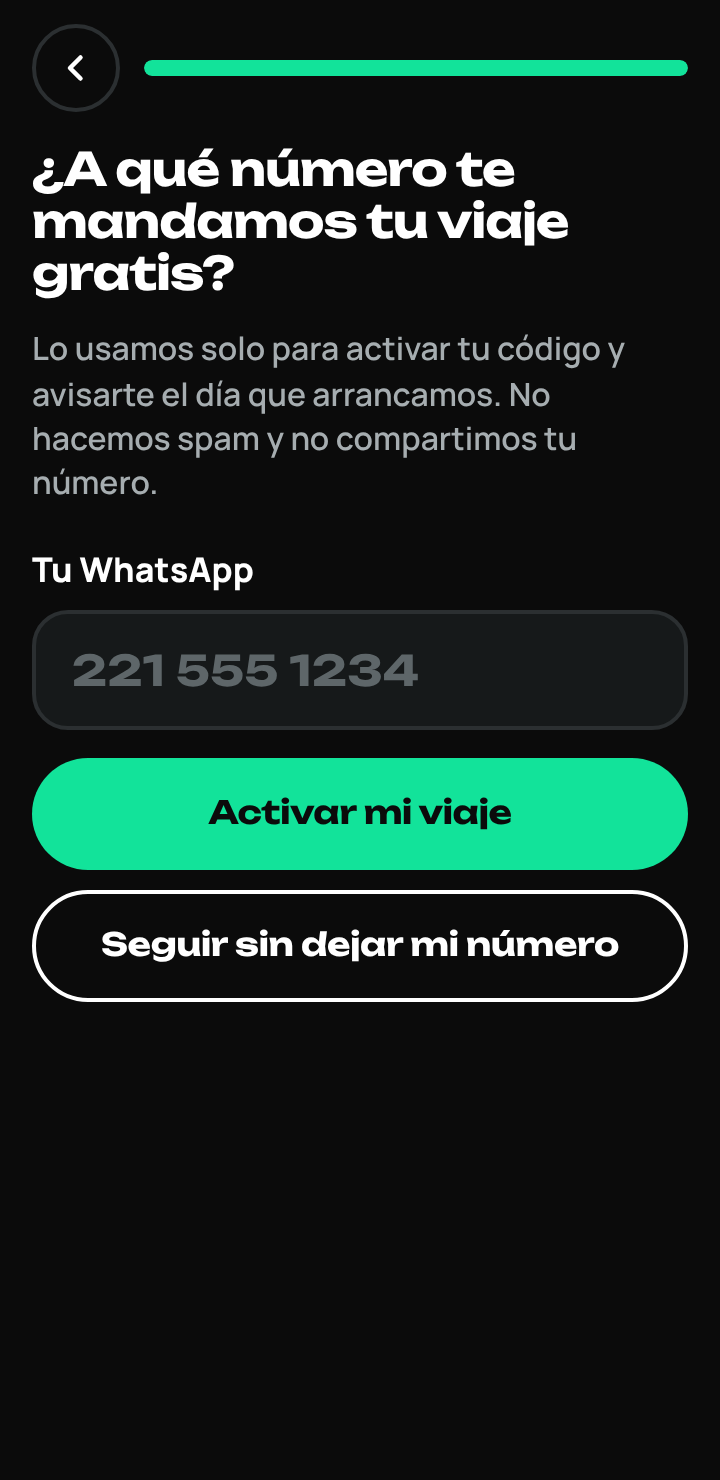 ¿A qué número te
mandamos tu viaje
gratis?
Lo usamos solo para activar tu código y
avisarte el día que arrancamos. No
hacemos spam y no compartimos tu
número.
Tu WhatsApp
221 555 1234
Activar mi viaje
Seguir sin dejar mi número